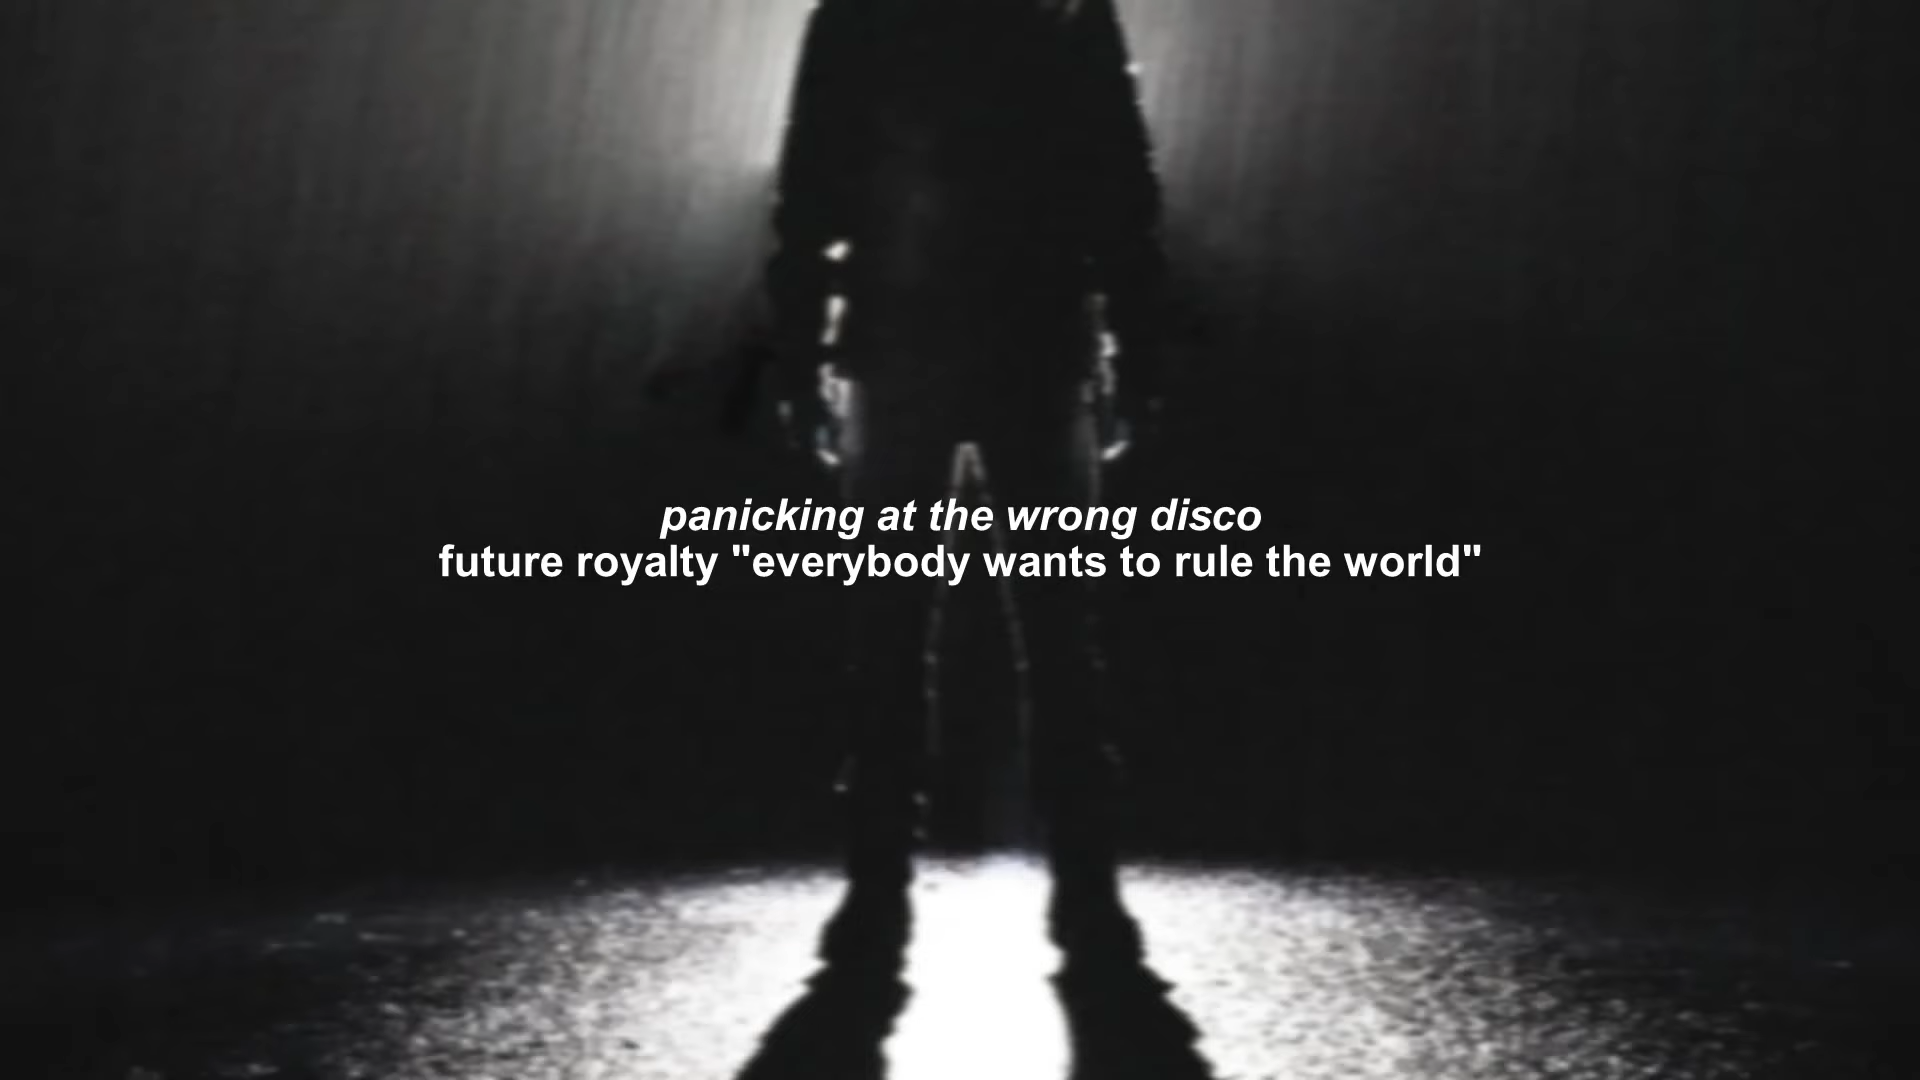 panicking at the wrong disco
future royalty "everybody wants to rule the world"